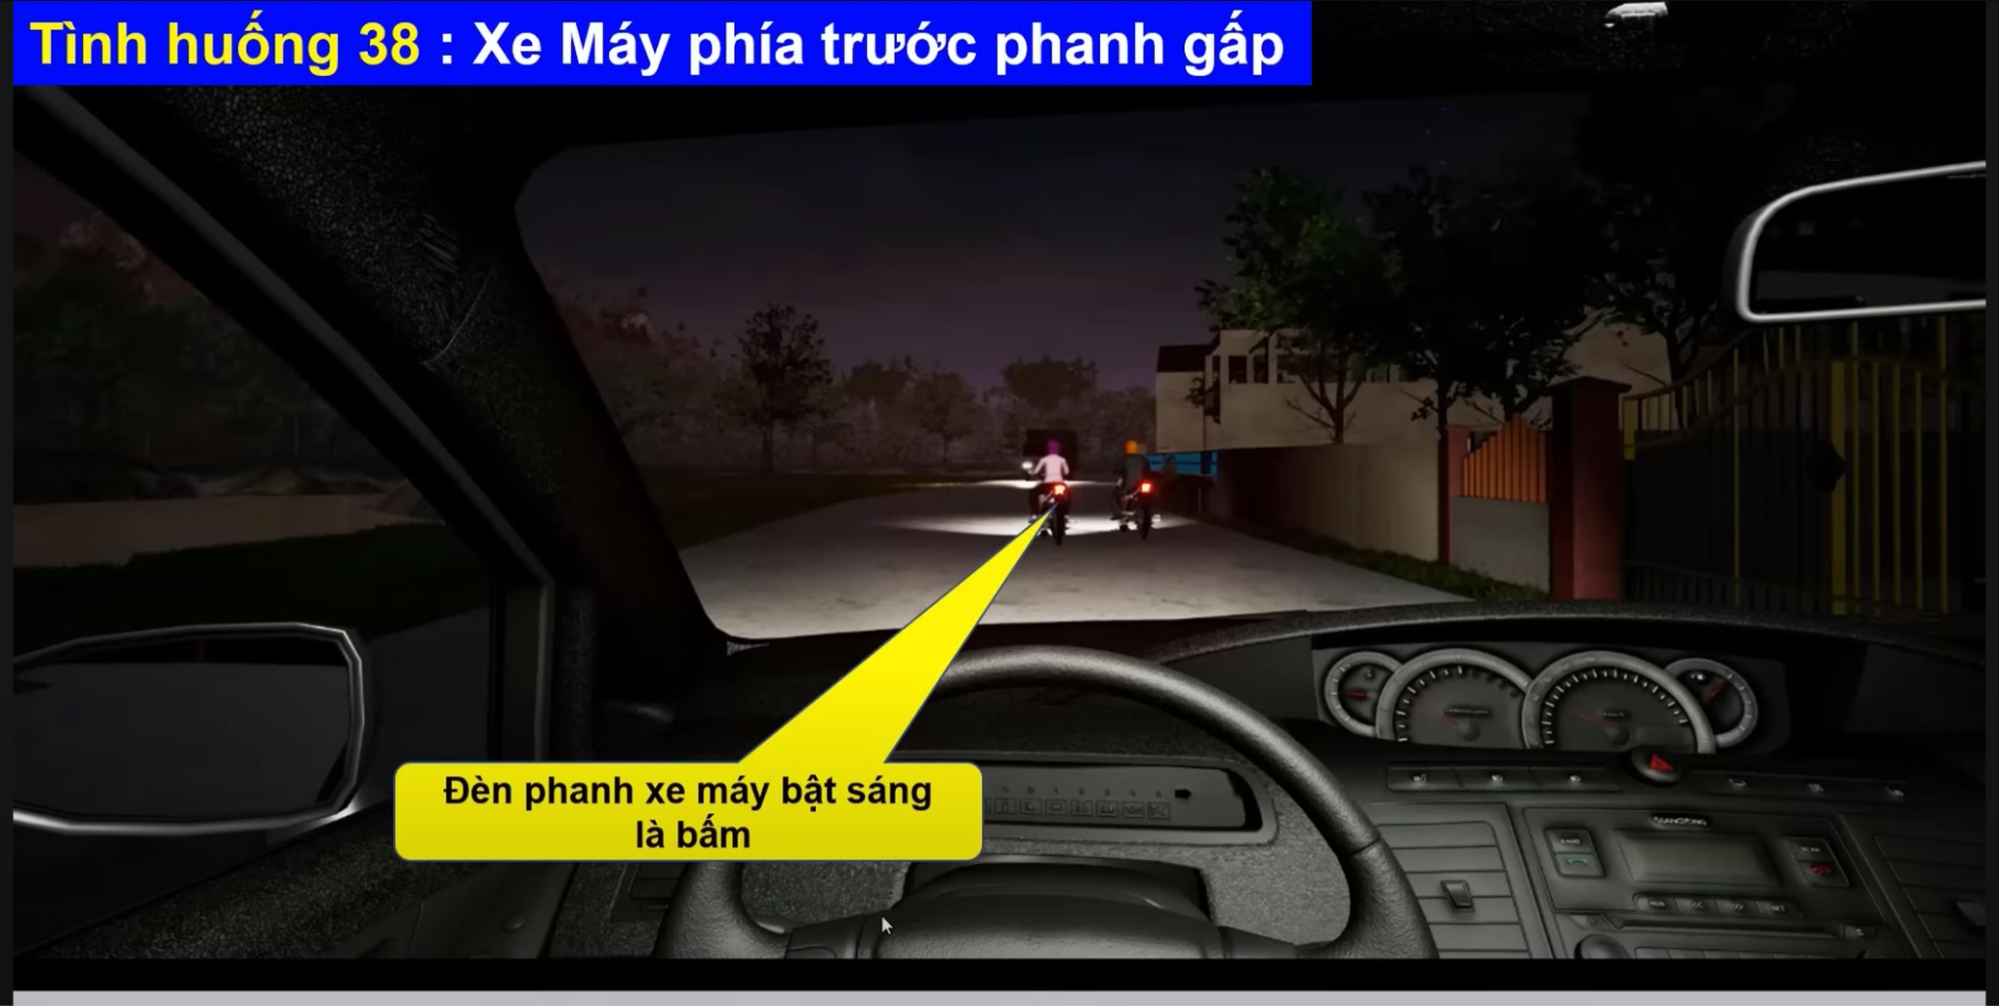 Tình huống 38 : Xe Máy phía trước phanh gấp
Đèn phanh xe máy bật sáng
là bấm